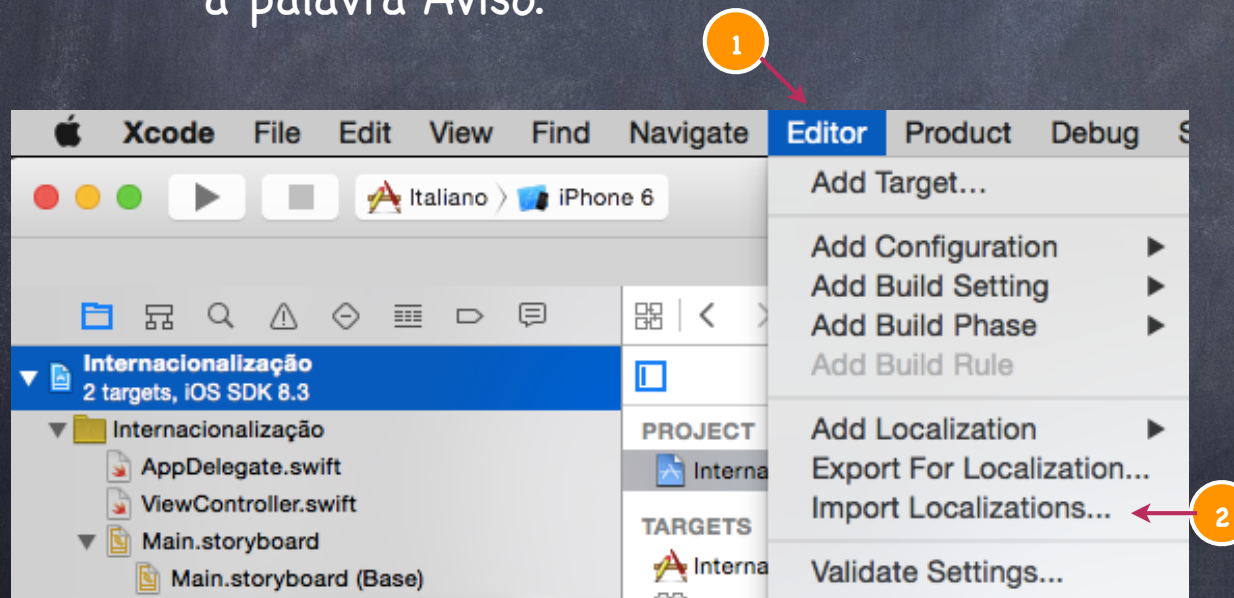 a palavra Aviso.
1
Xcode File Edit View Find Navigate Editor Product Debug
Italiano iPhone 6
Add Target...
Add Configuration
Add Build Setting
Add Build Phase
Add Build Rule
Internacionalização
2 targets, iOS SDK 8.3
Internacionalização
AppDelegate.swift
ViewController.swift
Main.storyboard
Main.storyboard (Base)
PROJECT
Interna
TARGETS
Interna
Add Localization
Export For Localization...
Import Localizations...
2
Validate Settings...